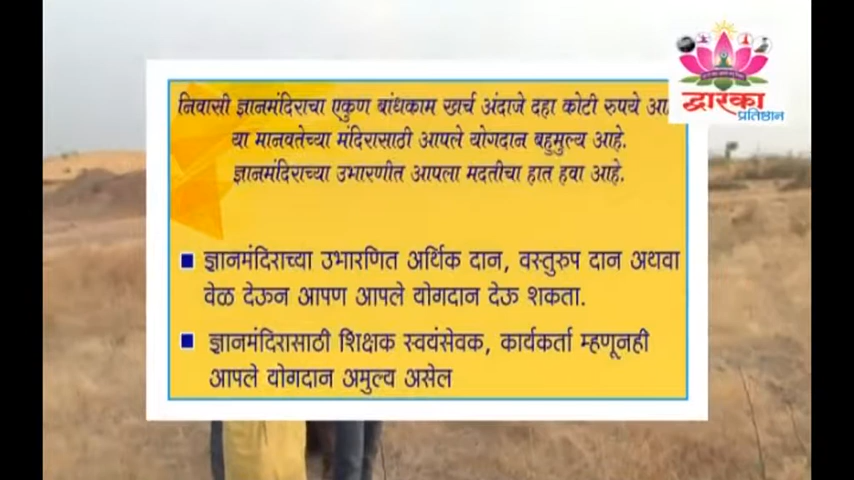 निवासी ज्ञानमंदिराचा एकुण बांधकाम खर्च अंदाजे दहा कोटी रुपये आ
या मानवतेच्या मंदिरासाठी आपले योगदान बहुमुल्य आहे.
ज्ञानमंदिराच्या उभारणीत आपला मदतीचा हात हवा आहे.
ज्ञानमंदिराच्या उभारणित अर्थिक दान, वस्तुरुप दान अथवा
वेळ देऊन आपण आपले योगदान देऊ शकता.
ज्ञानमंदिरासाठी शिक्षक स्वयंसेवक, कार्यकर्ता म्हणूनही
आपले योगदान अमुल्य असेल
द्वारका
प्रतिष्ठान